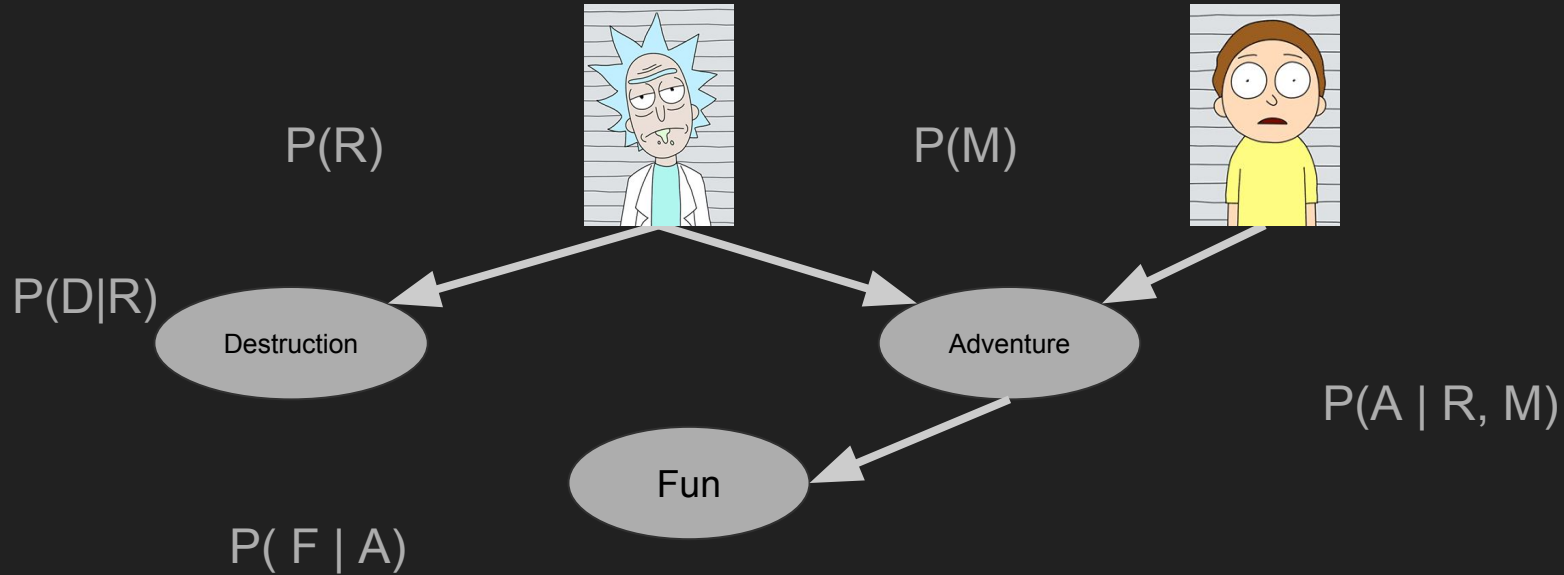 P(R)
P(M)
P(D|R)
Destruction
Adventure
P(A | R, M)
Fun
P( F | A)